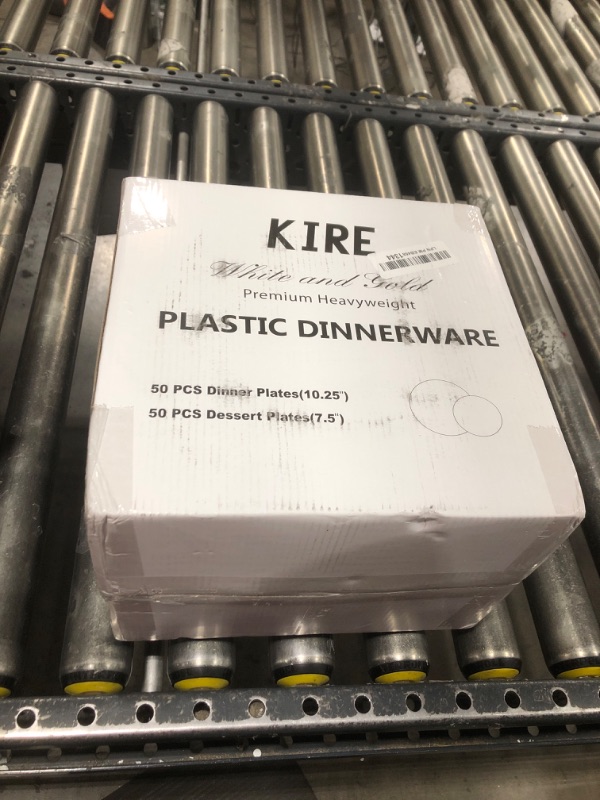 KIRE
White and Gold
Premium Heavyweight
PLASTIC DINNERWARE
50 PCS Dinner Plates(10.25")
50 PCS Dessert Plates(7.5")